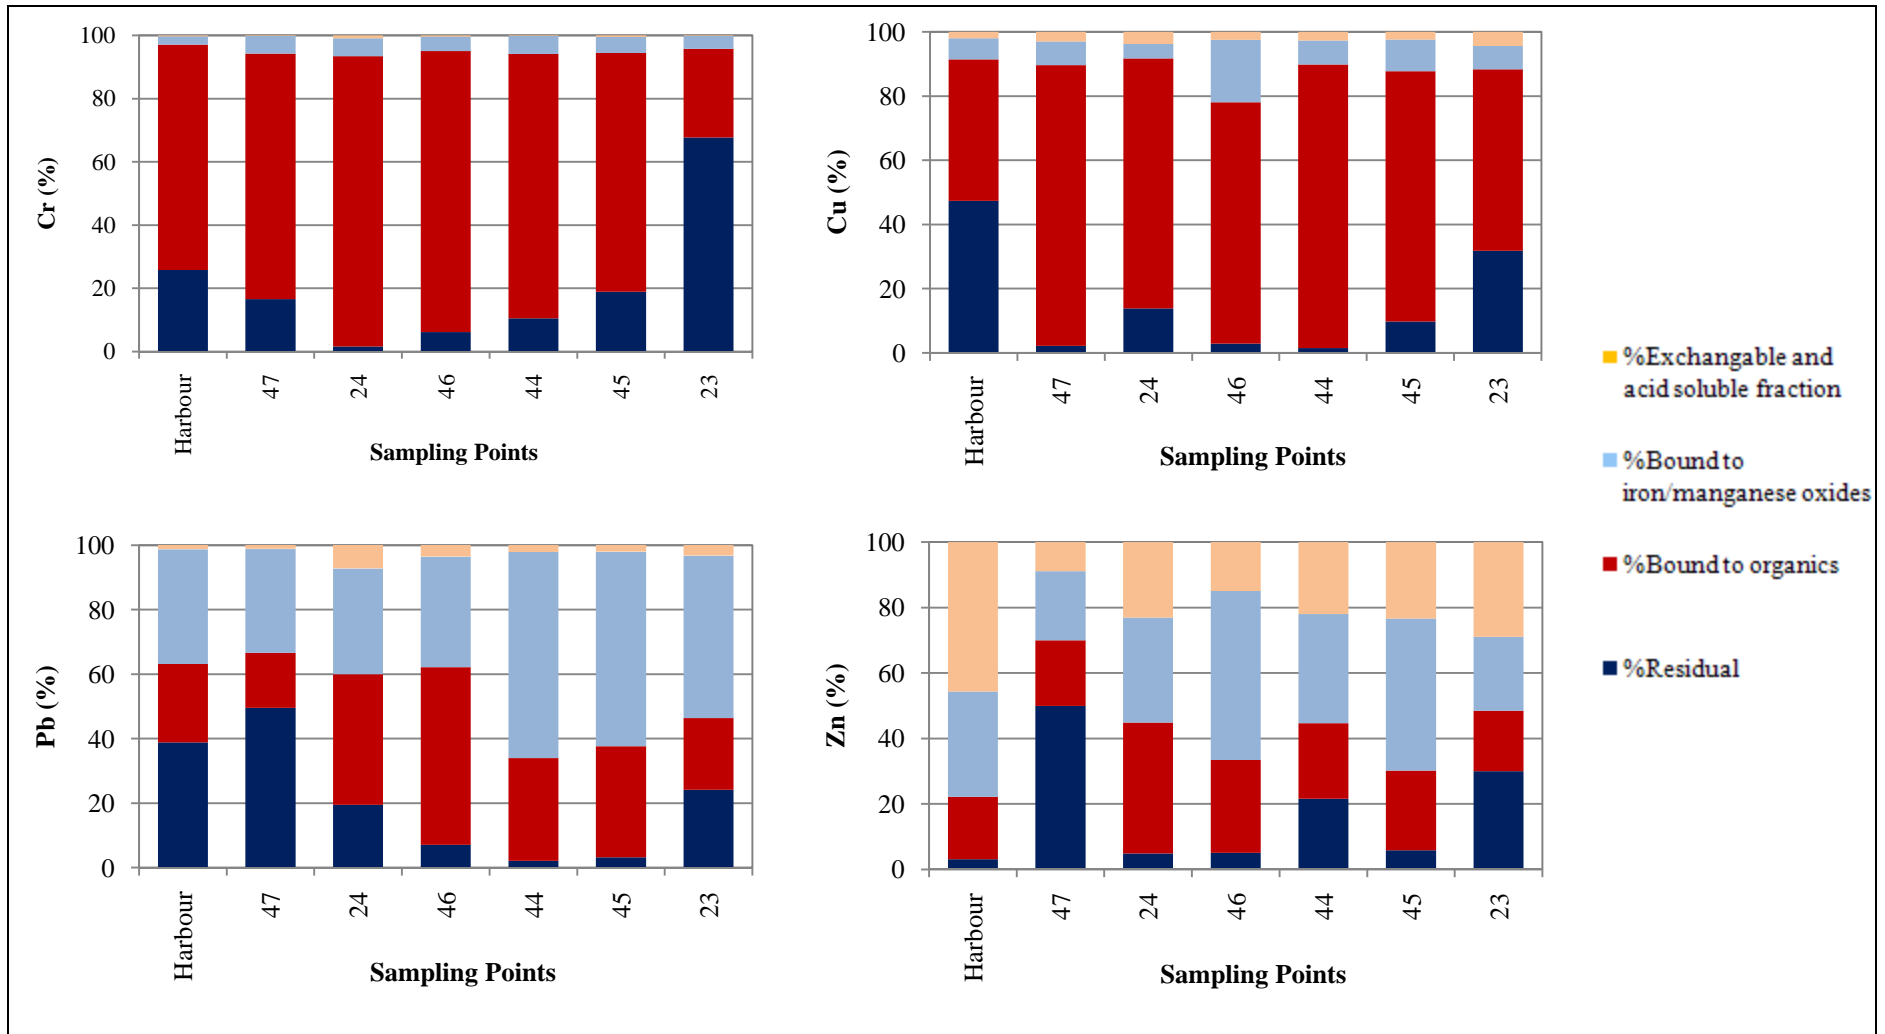 100
80
60
40
20
0
Cr (%)
Harbour
47
24
46
44
45
23
Sampling Points
100
80
60
40
20
0
Cu (%)
Harbour
47
24
46
44
45
23
Sampling Points
100
80
60
40
20
0
Pb (%)
Harbour
47
24
46
44
45
23
Sampling Points
100
80
60
40
20
0
Zn (%)
Harbour
47
24
46
44
45
23
Sampling Points
%Exchangable and
acid soluble fraction
%Bound to
iron/manganese oxides
%Bound to organics
%Residual